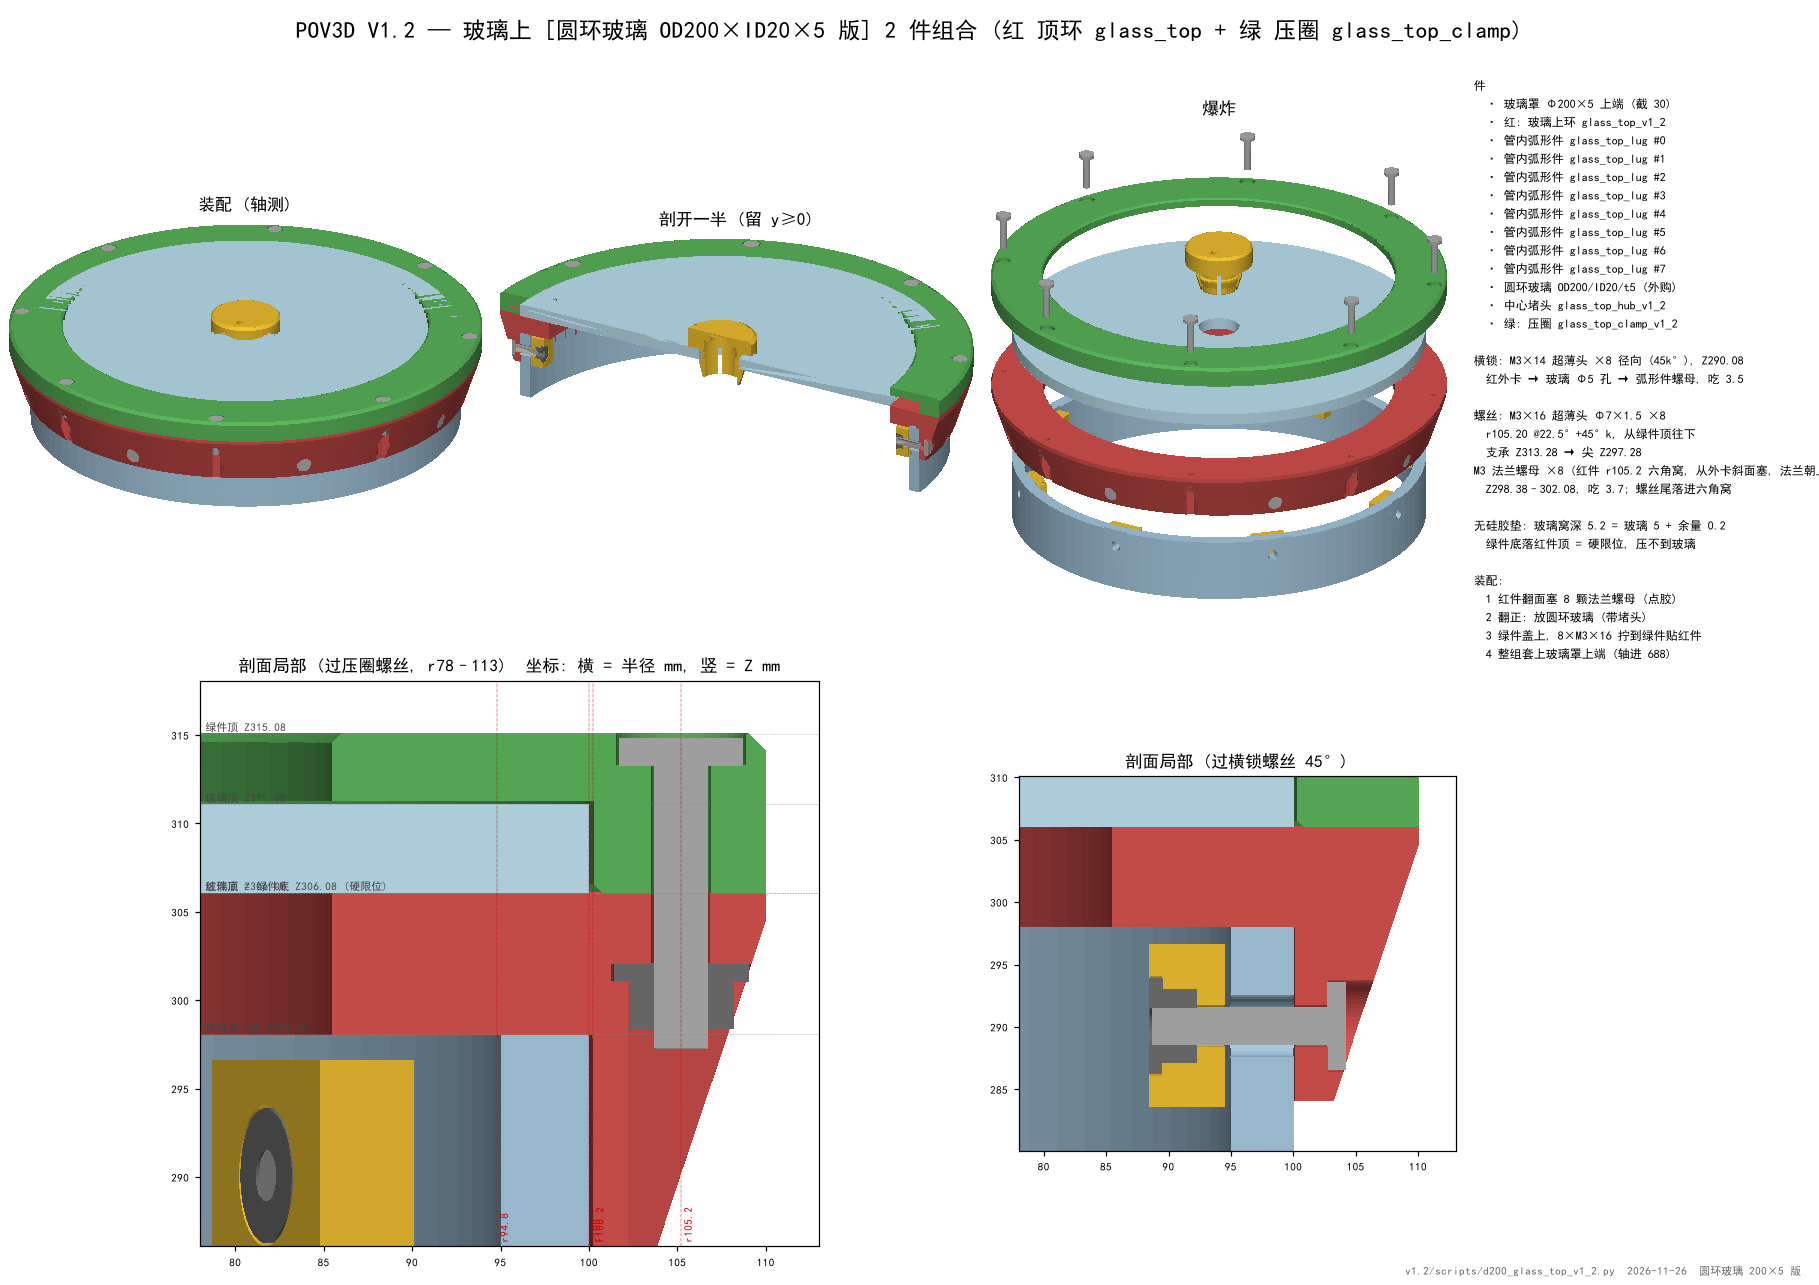 POV3D V1.2 — 玻璃上 [圆环玻璃 OD200×ID20×5 版] 2 件组合 (红 顶环 glass_top + 绿 压圈 glass_top_clamp)
装配 (轴测)
剖开一半 (留 y≥0)
爆炸
件
· 玻璃罩 Φ200×5 上端 (截 30)
· 红: 玻璃上环 glass_top_v1_2
· 管内弧形件 glass_top_lug #0
· 管内弧形件 glass_top_lug #1
· 管内弧形件 glass_top_lug #2
· 管内弧形件 glass_top_lug #3
· 管内弧形件 glass_top_lug #4
· 管内弧形件 glass_top_lug #5
· 管内弧形件 glass_top_lug #6
· 管内弧形件 glass_top_lug #7
· 圆环玻璃 OD200/ID20/t5 (外购)
· 中心堵头 glass_top_hub_v1_2
· 绿: 压圈 glass_top_clamp_v1_2
横锁: M3×14 超薄头 ×8 径向 (45k°), Z290.08
红外卡 → 玻璃 Φ5 孔 → 弧形件螺母, 吃 3.5
螺丝: M3×16 超薄头 Φ7×1.5 ×8
r105.20 @22.5°+45°k, 从绿件顶往下
支承 Z313.28 → 尖 Z297.28
M3 法兰螺母 ×8 (红件 r105.2 六角窝, 从外卡斜面塞, 法兰朝
Z298.38–302.08, 吃 3.7; 螺丝尾落进六角窝
无硅胶垫: 玻璃窝深 5.2 = 玻璃 5 + 余量 0.2
绿件底落红件顶 = 硬限位, 压不到玻璃
装配:
1 红件翻面塞 8 颗法兰螺母 (点胶)
2 翻正: 放圆环玻璃 (带堵头)
3 绿件盖上, 8×M3×16 拧到绿件贴红件
4 整组套上玻璃罩上端 (轴进 688)
剖面局部 (过压圈螺丝, r78–113)  坐标: 横 = 半径 mm, 竖 = Z mm
绿件顶 Z315.08
Z306.08 (硬限位)
315
310
305
300
295
290
r94.8
r105.2
80 85 90 95 100 105 110
剖面局部 (过横锁螺丝 45°)
310
305
300
295
290
285
80 85 90 95 100 105 110
v1.2/scripts/d200_glass_top_v1_2.py  2026-11-26  圆环玻璃 200×5 版